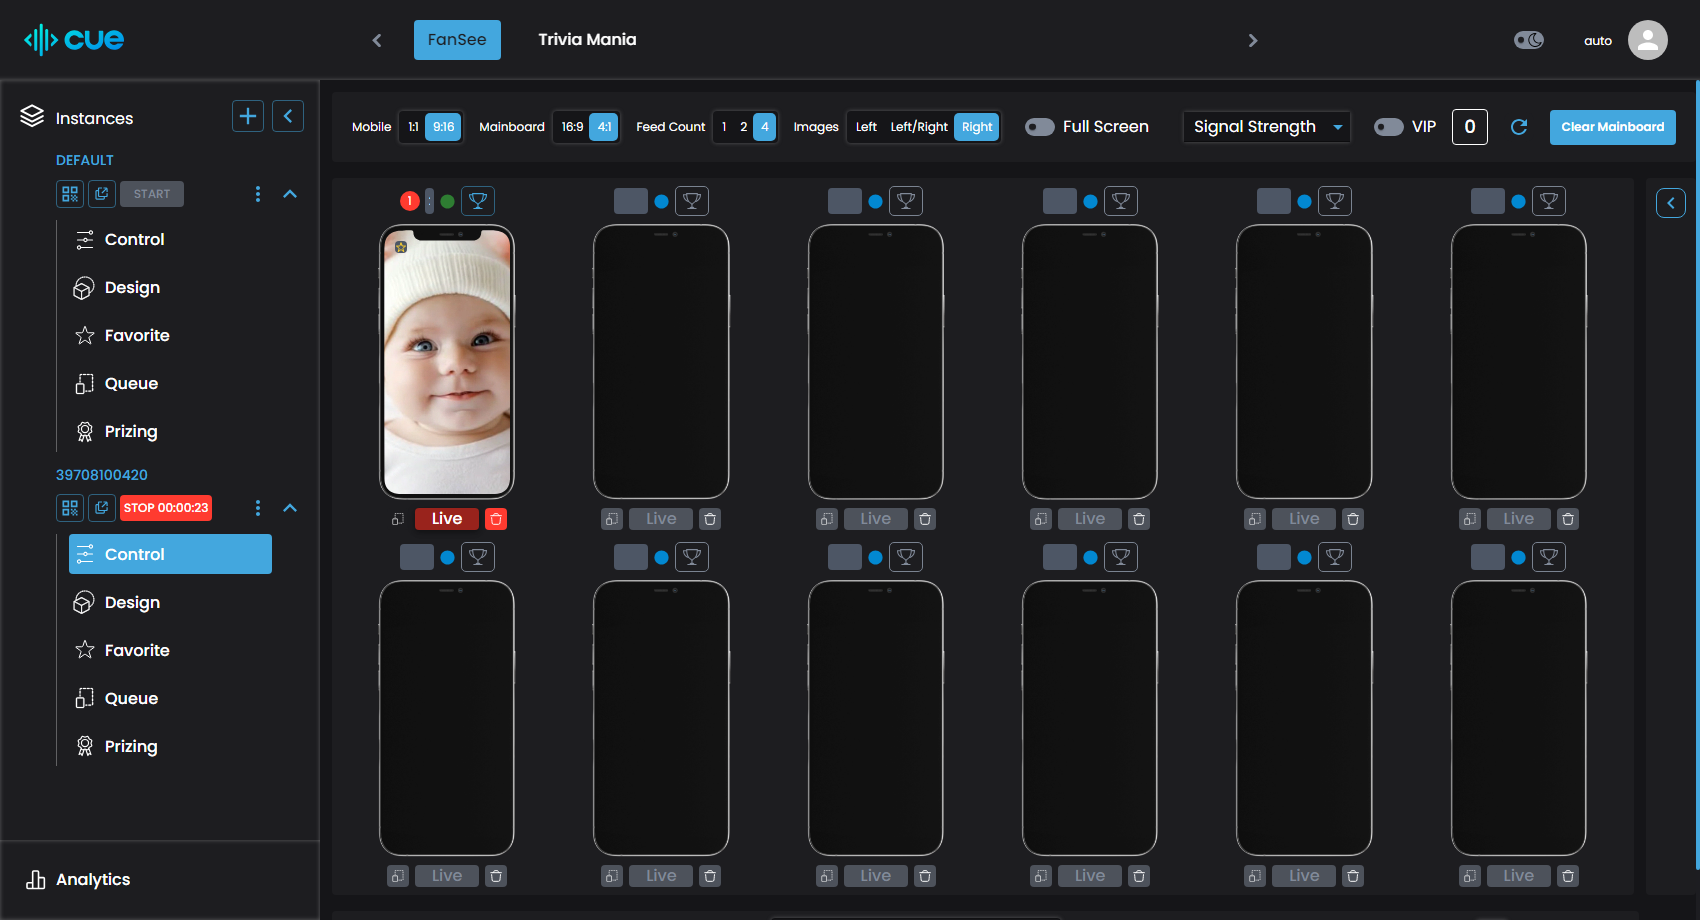 cue
FanSee
Trivia Mania
auto
Instances
DEFAULT
START
Control
Design
Favorite
Queue
Prizing
39708100420
STOP 00:00:23
Control
Design
Favorite
Queue
Prizing
Analytics
Mobile 1:1 9:16 Mainboard 16:9 4:1 Feed Count 1 2 4 Images Left Left/Right Right Full Screen Signal Strength VIP 0 Clear Mainboard
1
Live Live Live Live Live Live
Live Live Live Live Live Live